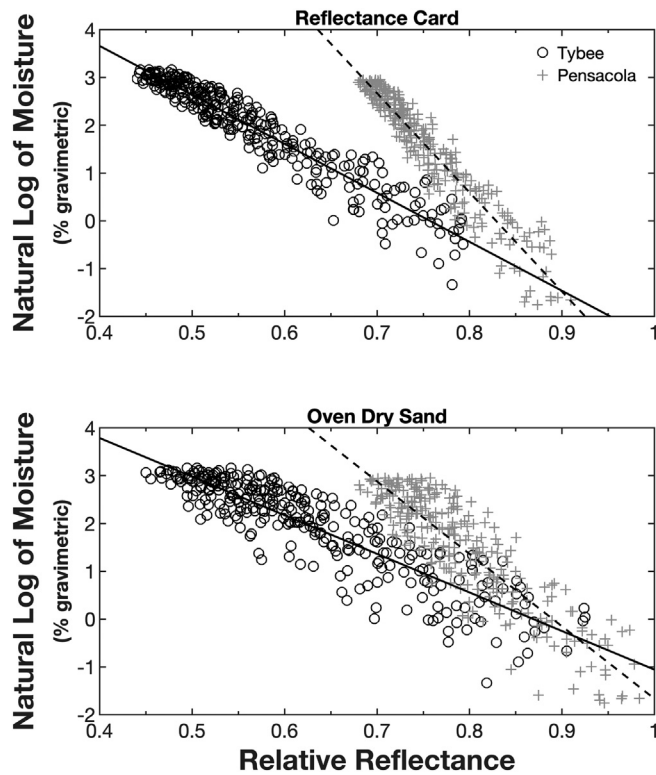 Reflectance Card
Natural Log of Moisture
(% gravimetric)
4
3
2
1
0
-1
-2
Tybee
Pensacola
0.4 0.5 0.6 0.7 0.8 0.9 1
Oven Dry Sand
Natural Log of Moisture
(% gravimetric)
4
3
2
1
0
-1
-2
0.4 0.5 0.6 0.7 0.8 0.9 1
Relative Reflectance